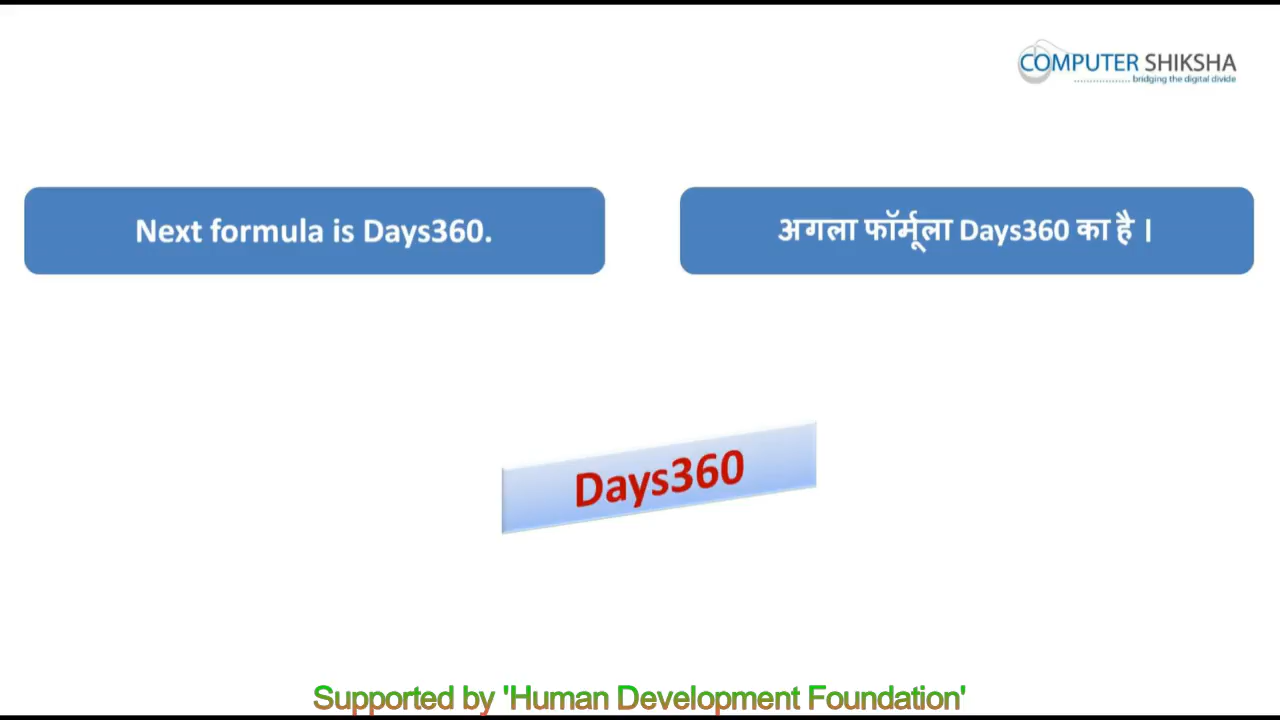 COMPUTER SHIKSHA
bridging the digital divide
Next formula is Days360.
अगला फॉर्मूला Days360 का है ।
Days360
Supported by 'Human Development Foundation'